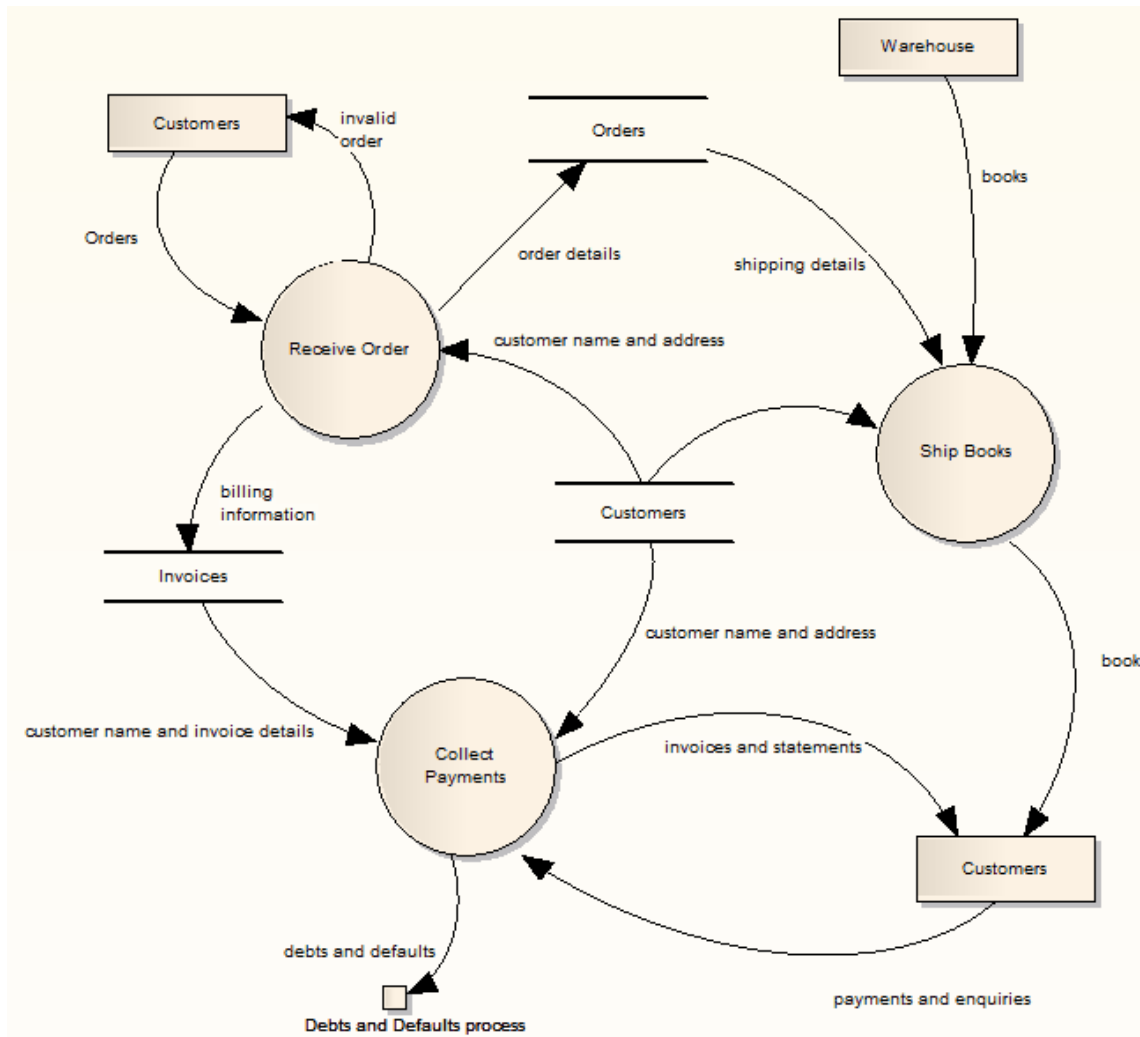 Warehouse
Customers
invalid
order
Orders
books
Orders
order details
shipping details
customer name and address
Receive Order
Ship Books
billing
information
Customers
Invoices
customer name and address
book
customer name and invoice details
invoices and statements
Collect
Payments
Customers
debts and defaults
payments and enquiries
Debts and Defaults process